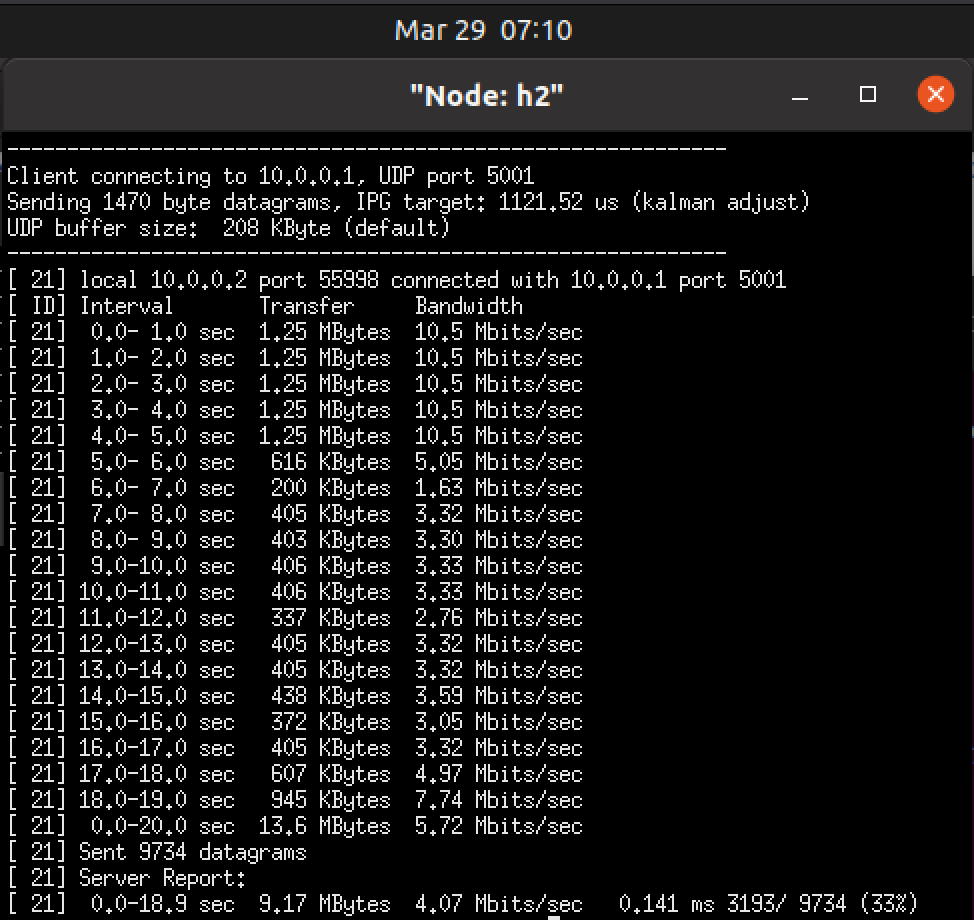 Mar 29 07:10
"Node: h2"
------------------------------------------------------------
Client connecting to 10.0.0.1, UDP port 5001
Sending 1470 byte datagrams, IPG target: 1121.52 us (kalman adjust)
UDP buffer size:  208 KByte (default)
------------------------------------------------------------
[ 21] local 10.0.0.2 port 55998 connected with 10.0.0.1 port 5001
[ ID] Interval       Transfer     Bandwidth
[ 21]  0.0- 1.0 sec  1.25 MBytes  10.5 Mbits/sec
[ 21]  1.0- 2.0 sec  1.25 MBytes  10.5 Mbits/sec
[ 21]  2.0- 3.0 sec  1.25 MBytes  10.5 Mbits/sec
[ 21]  3.0- 4.0 sec  1.25 MBytes  10.5 Mbits/sec
[ 21]  4.0- 5.0 sec  1.25 MBytes  10.5 Mbits/sec
[ 21]  5.0- 6.0 sec   616 KBytes  5.05 Mbits/sec
[ 21]  6.0- 7.0 sec   200 KBytes  1.63 Mbits/sec
[ 21]  7.0- 8.0 sec   405 KBytes  3.32 Mbits/sec
[ 21]  8.0- 9.0 sec   403 KBytes  3.30 Mbits/sec
[ 21]  9.0-10.0 sec   406 KBytes  3.33 Mbits/sec
[ 21] 10.0-11.0 sec   406 KBytes  3.33 Mbits/sec
[ 21] 11.0-12.0 sec   337 KBytes  2.76 Mbits/sec
[ 21] 12.0-13.0 sec   405 KBytes  3.32 Mbits/sec
[ 21] 13.0-14.0 sec   405 KBytes  3.32 Mbits/sec
[ 21] 14.0-15.0 sec   438 KBytes  3.59 Mbits/sec
[ 21] 15.0-16.0 sec   372 KBytes  3.05 Mbits/sec
[ 21] 16.0-17.0 sec   405 KBytes  3.32 Mbits/sec
[ 21] 17.0-18.0 sec   607 KBytes  4.97 Mbits/sec
[ 21] 18.0-19.0 sec   945 KBytes  7.74 Mbits/sec
[ 21]  0.0-20.0 sec  13.6 MBytes  5.72 Mbits/sec
[ 21] Sent 9734 datagrams
[ 21] Server Report:
[ 21]  0.0-18.9 sec  9.17 MBytes  4.07 Mbits/sec   0.141 ms 3193/ 9734 (33%)